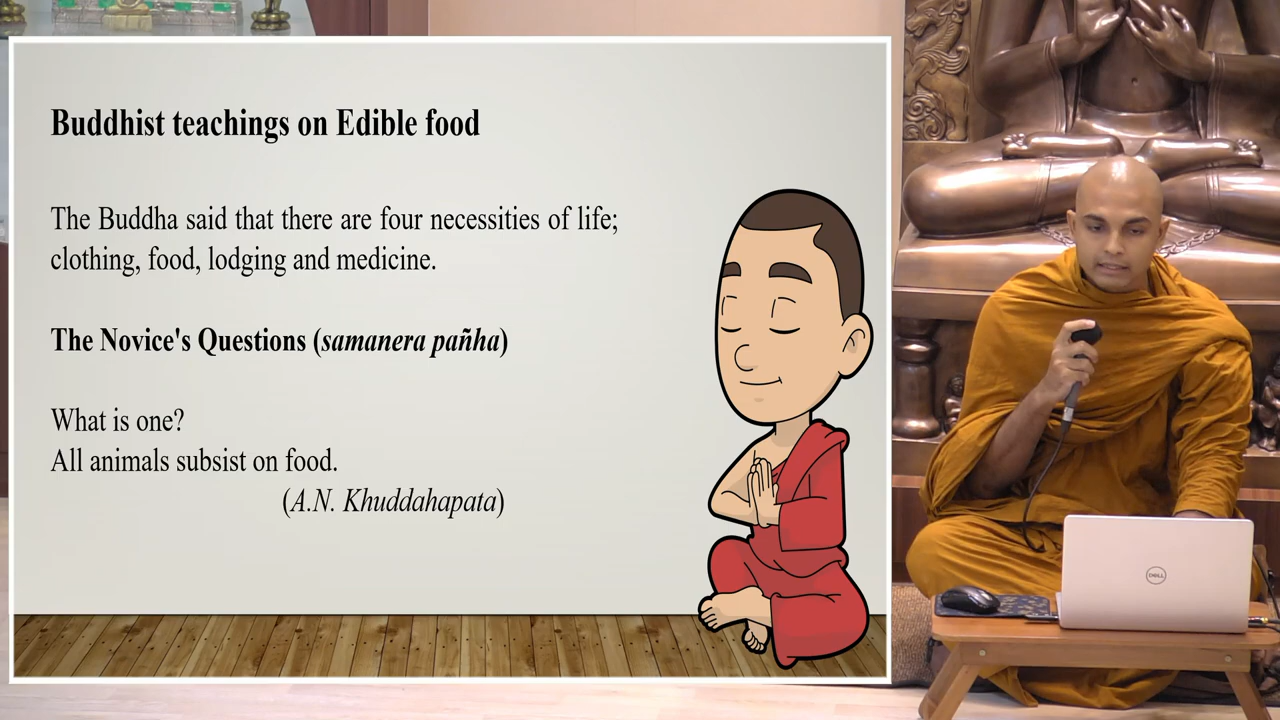 Buddhist teachings on Edible food
The Buddha said that there are four necessities of life;
clothing, food, lodging and medicine.
The Novice's Questions (samanera pañha)
What is one?
All animals subsist on food.
(A.N. Khuddahapata)
DELL